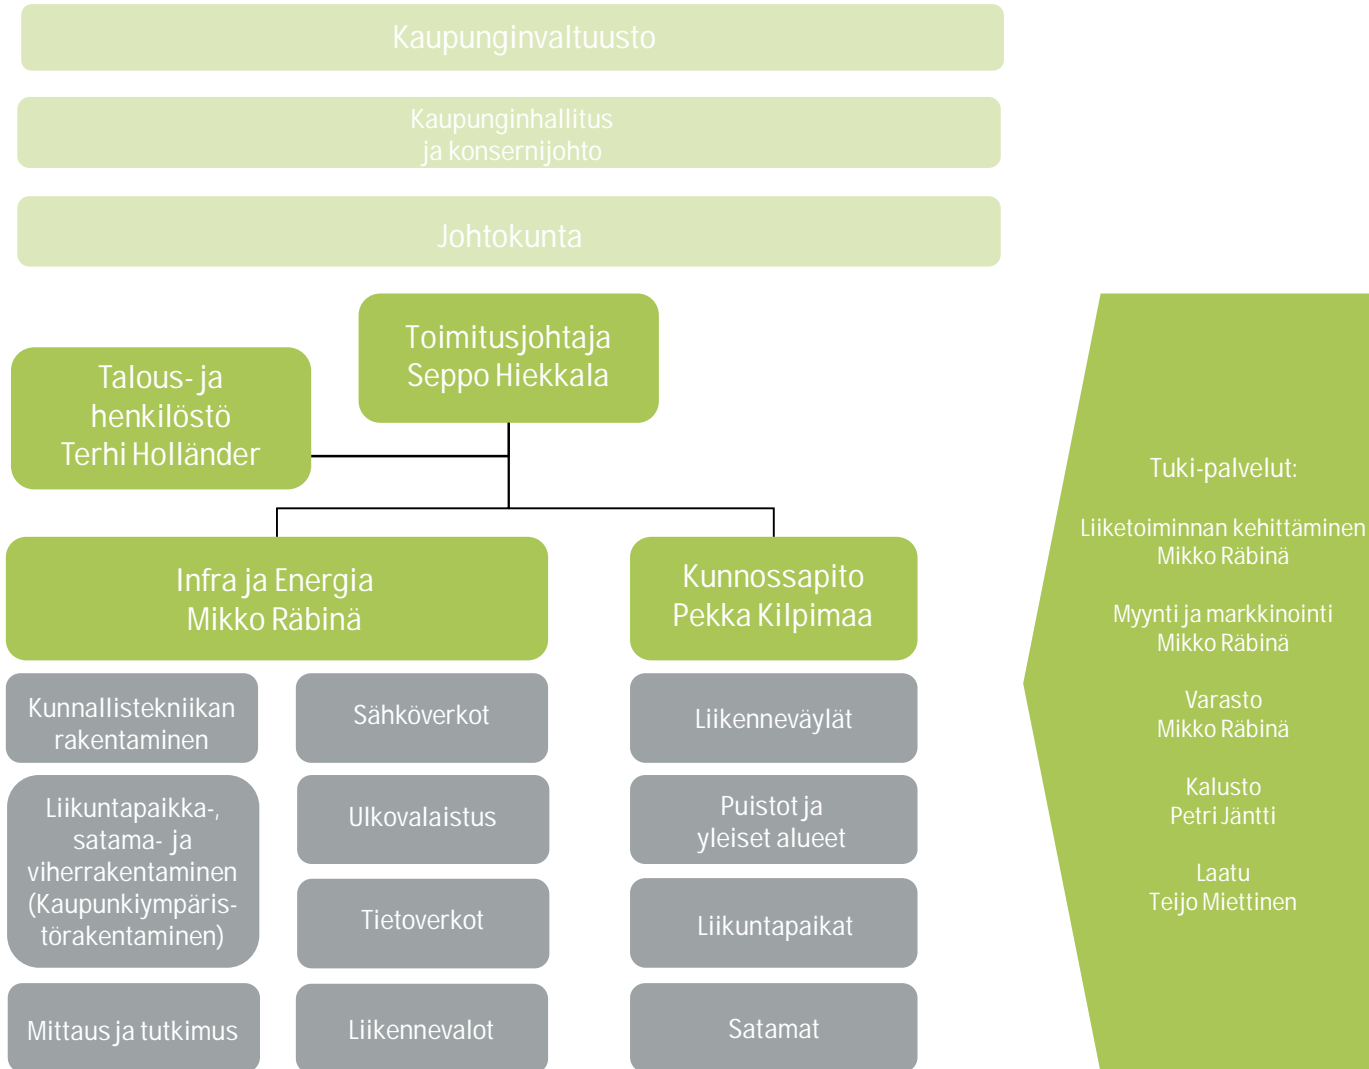 Kaupunginvaltuusto
Kaupunginhallitus
ja konsernijohto
Johtokunta
Toimitusjohtaja
Seppo Hiekkala
Talous- ja
henkilöstö
Terhi Holländer
Infra ja Energia
Mikko Räbinä
Kunnossapito
Pekka Kilpimaa
Kunnallistekniikan
rakentaminen
Liikuntapaikka-,
satama- ja
viherrakentaminen
(Kaupunkiympäris-
törakentaminen)
Mittaus ja tutkimus
Sähköverkot
Ulkovalaistus
Tietoverkot
Liikennevalot
Liikenneväylät
Puistot ja
yleiset alueet
Liikuntapaikat
Satamat
Tuki-palvelut:
Liiketoiminnan kehittäminen
Mikko Räbinä
Myynti ja markkinointi
Mikko Räbinä
Varasto
Mikko Räbinä
Kalusto
Petri Jäntti
Laatu
Teijo Miettinen